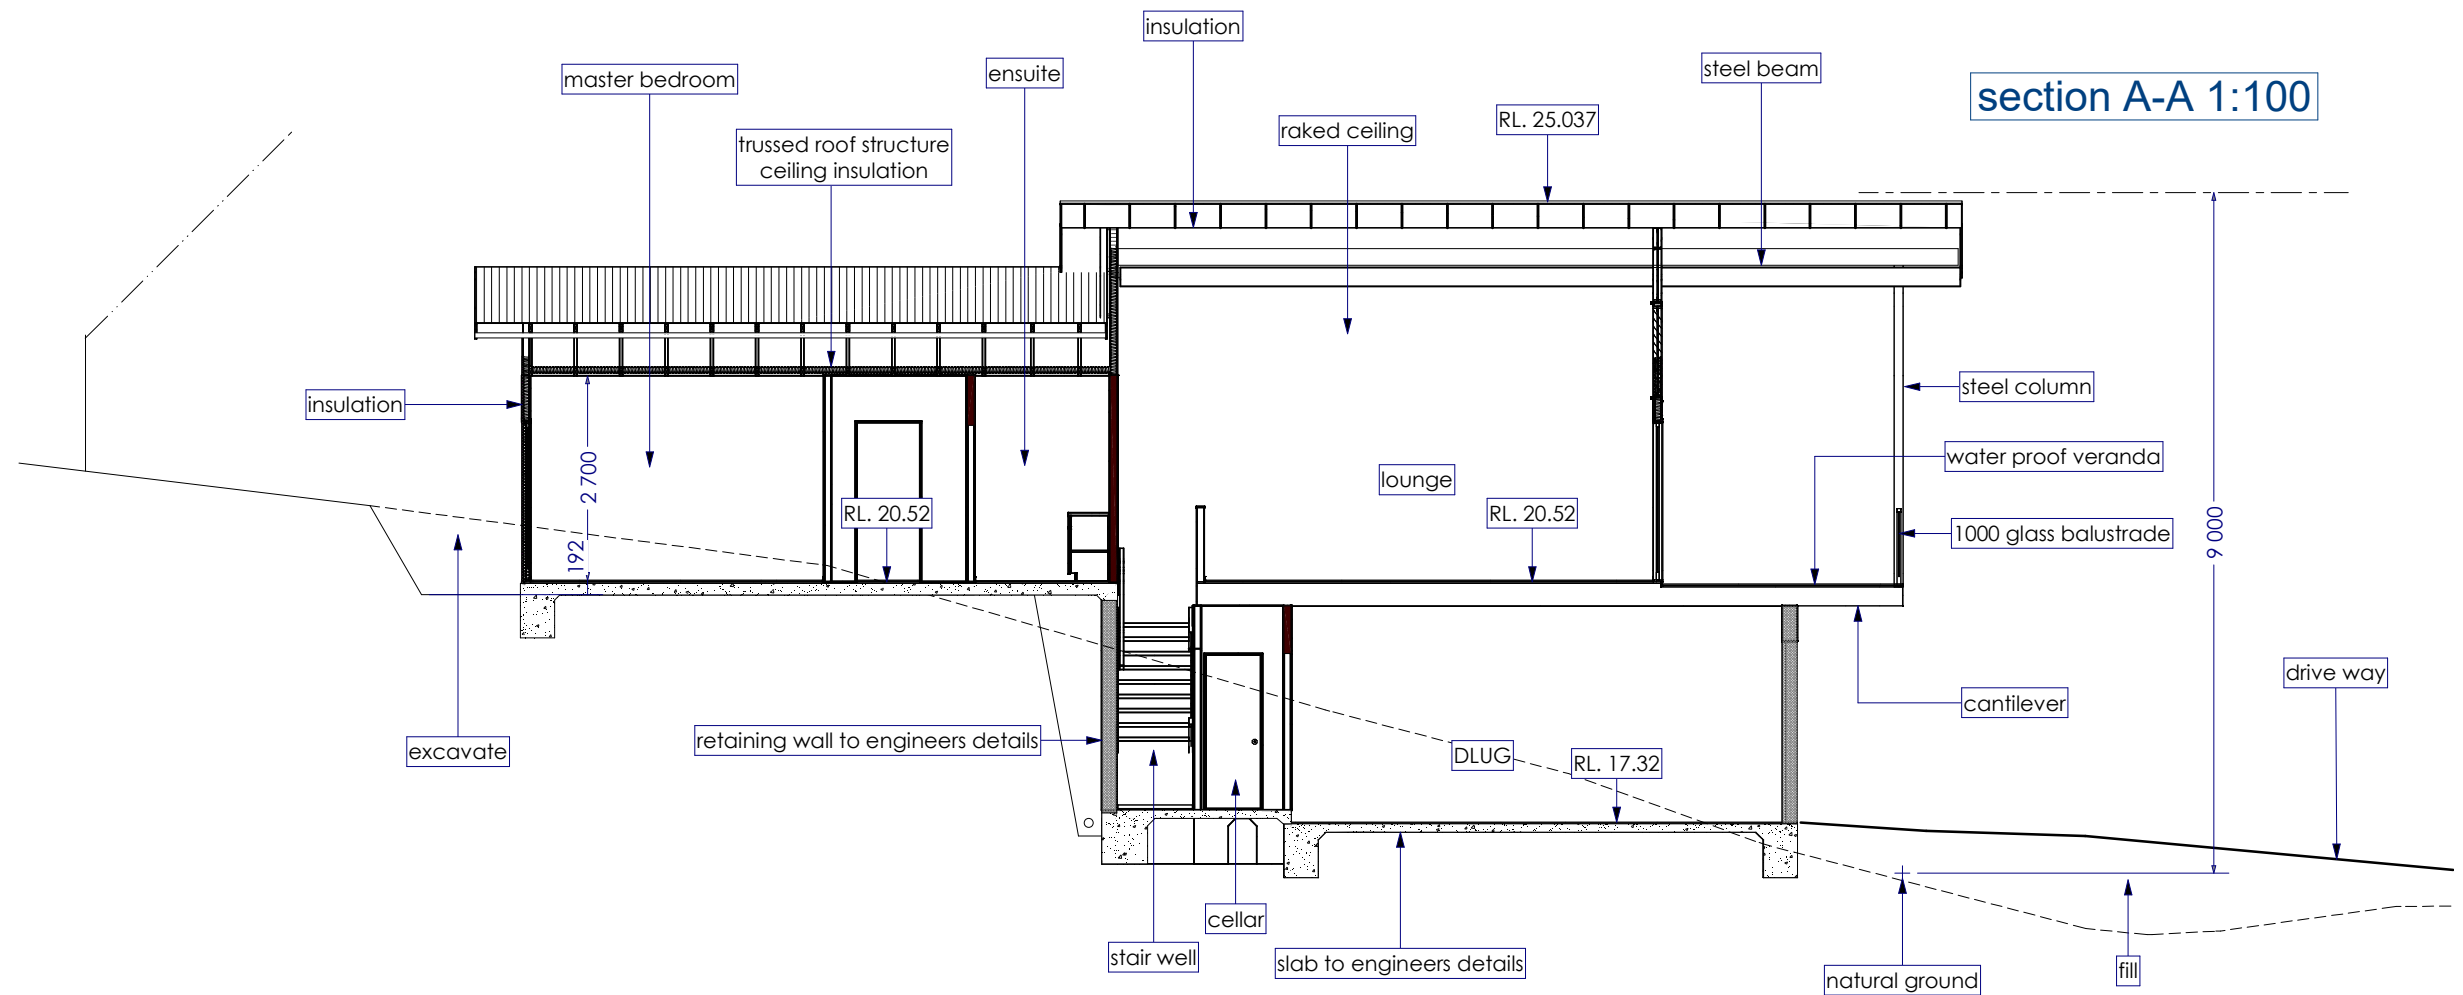 insulation
master bedroom
ensuite
steel beam
section A-A 1:100
trussed roof structure
ceiling insulation
raked ceiling
RL. 25.037
insulation
steel column
2 700
192
RL. 20.52
lounge
RL. 20.52
water proof veranda
1000 glass balustrade
9 000
excavate
retaining wall to engineers details
DLUG
RL. 17.32
cantilever
drive way
cellar
stair well
slab to engineers details
natural ground
fill